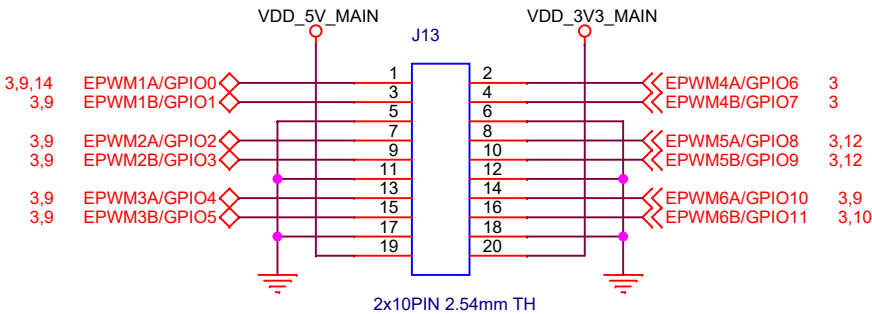 VDD_5V_MAIN VDD_3V3_MAIN
J13
3,9,14 EPWM1A/GPIO0 1 2 EPWM4A/GPIO6 3
3,9 EPWM1B/GPIO1 3 4 EPWM4B/GPIO7 3
5 6
3,9 EPWM2A/GPIO2 7 8 EPWM5A/GPIO8 3,12
3,9 EPWM2B/GPIO3 9 10 EPWM5B/GPIO9 3,12
11 12
3,9 EPWM3A/GPIO4 13 14 EPWM6A/GPIO10 3,9
3,9 EPWM3B/GPIO5 15 16 EPWM6B/GPIO11 3,10
17 18
19 20
2x10PIN 2.54mm TH